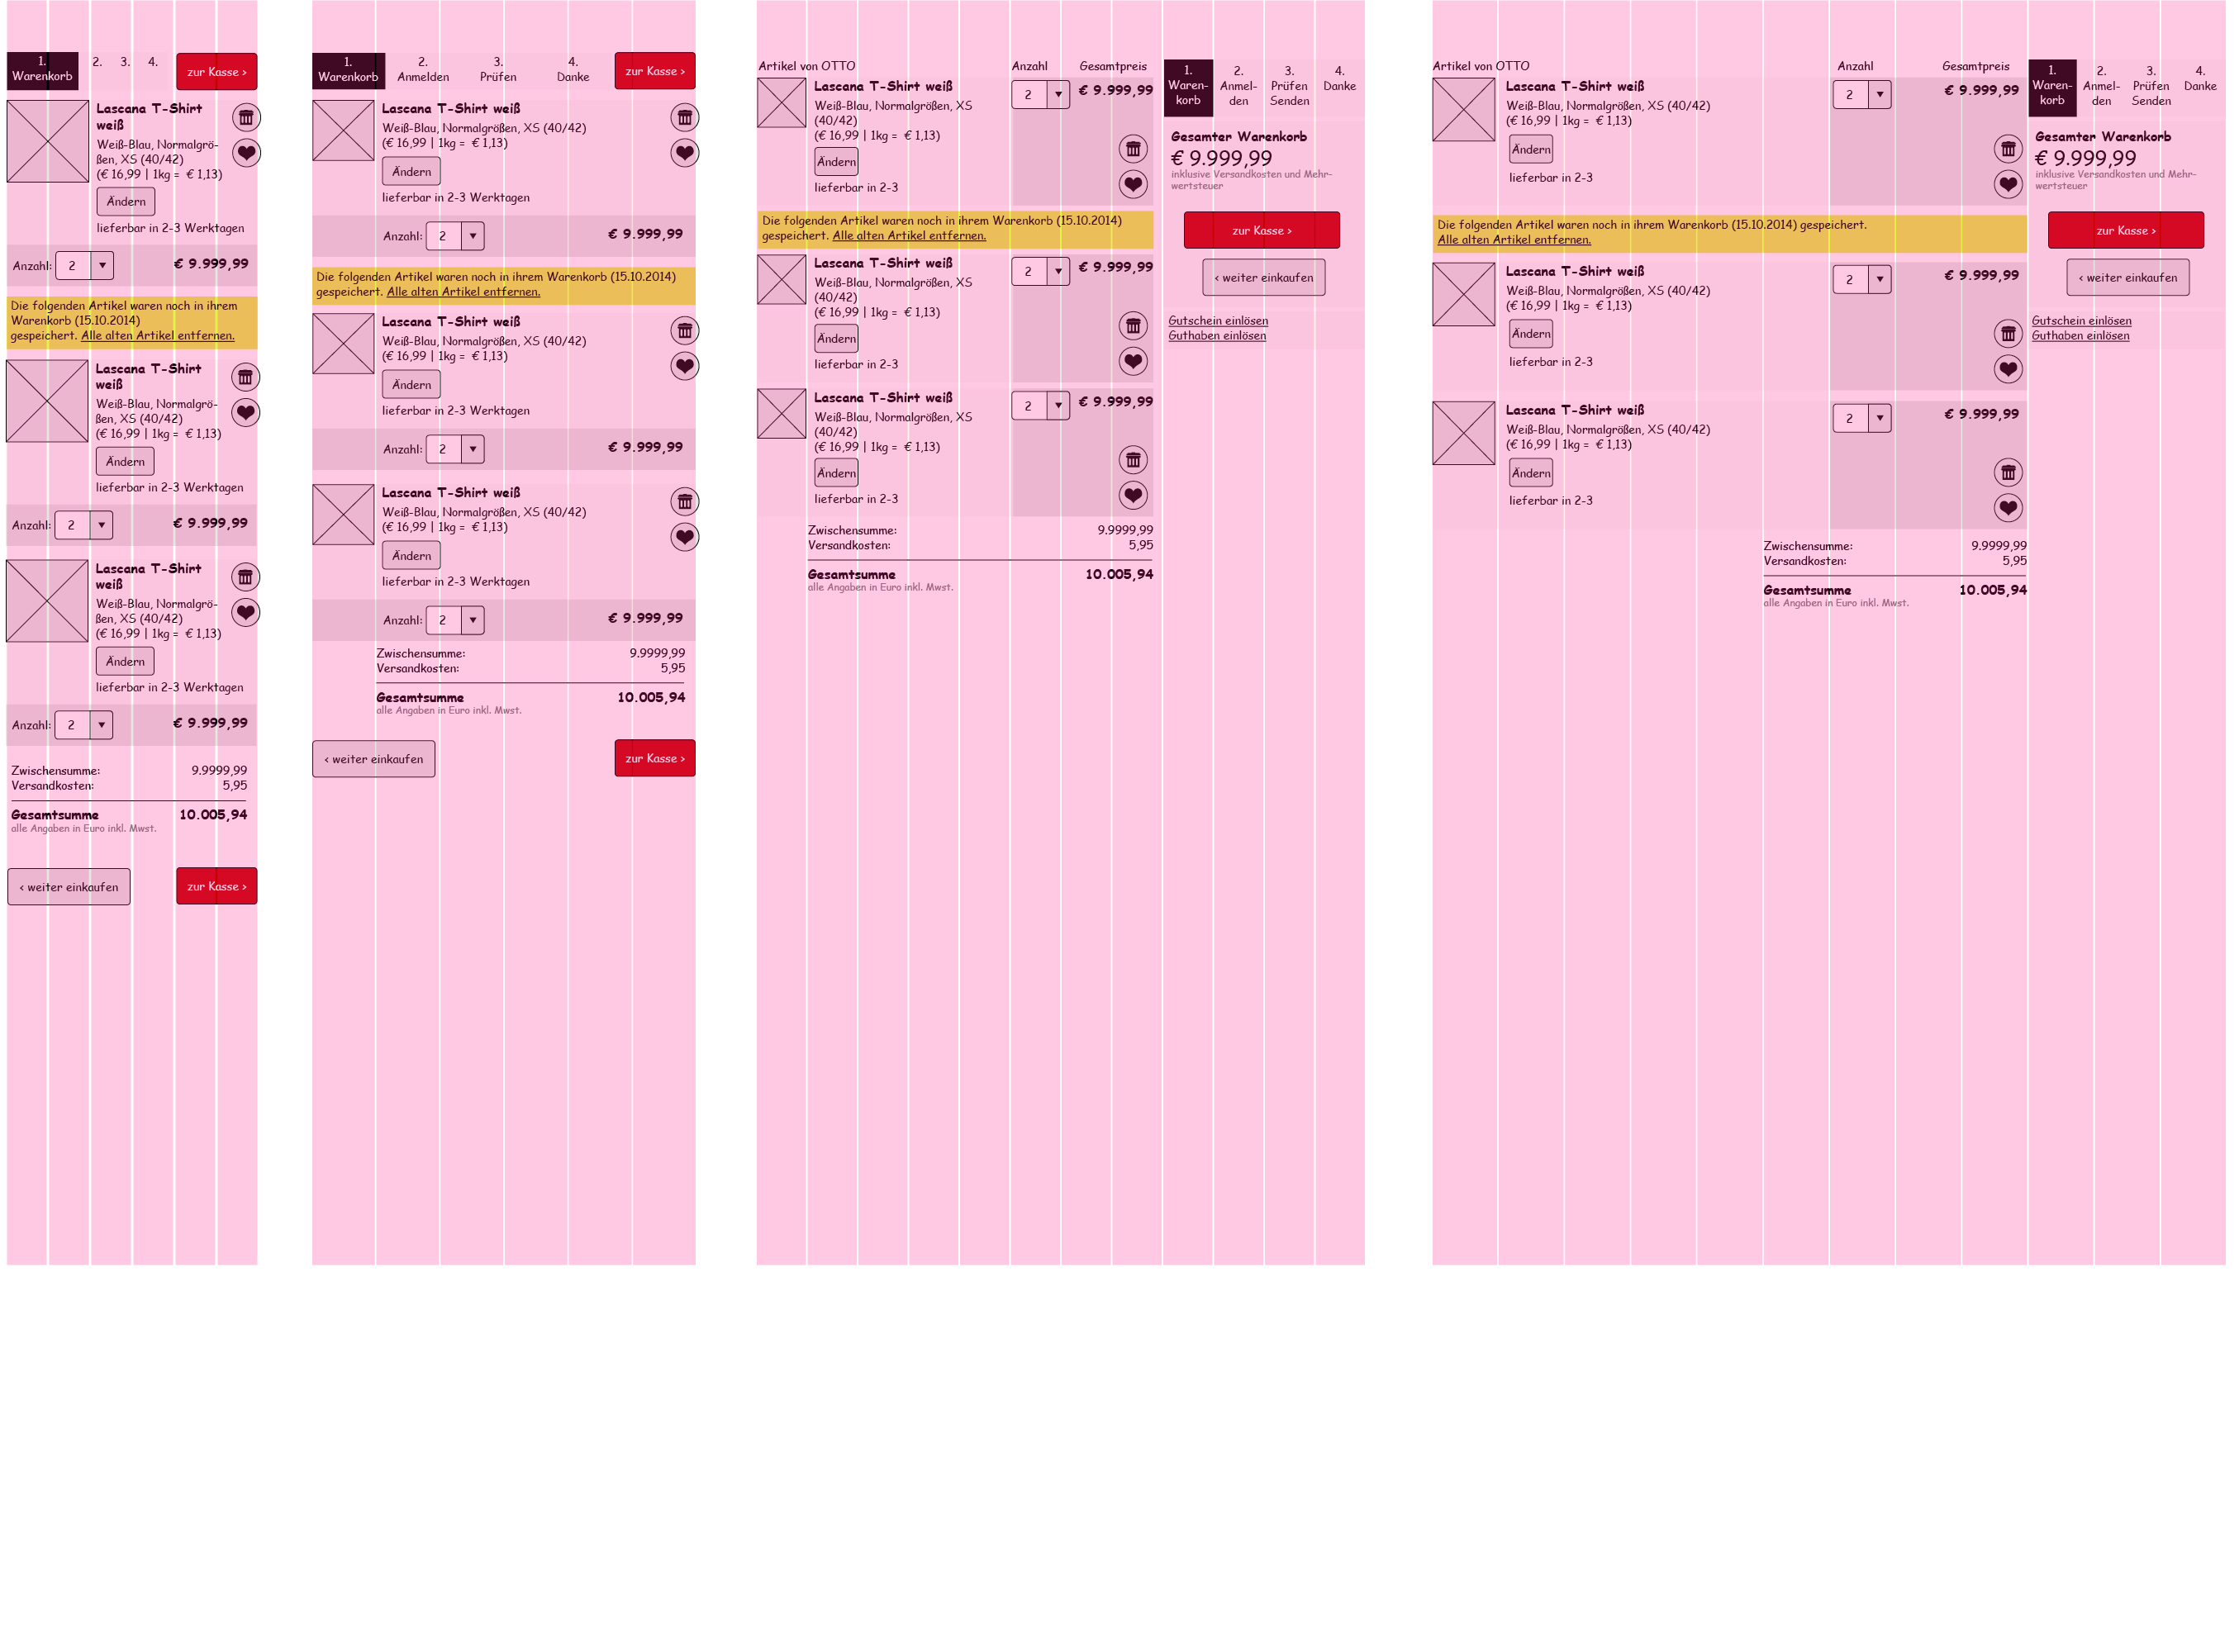 1.
Warenkorb
2.
3.
4.
zur Kasse >
Lascana T-Shirt
weiß
Weiß-Blau, Normalgrö-
ßen, XS (40/42)
(€ 16,99 | 1kg = € 1,13)
Ändern
lieferbar in 2-3 Werktagen
Anzahl: 2 € 9.999,99
Die folgenden Artikel waren noch in ihrem
Warenkorb (15.10.2014)
gespeichert. Alle alten Artikel entfernen.
Lascana T-Shirt
weiß
Weiß-Blau, Normalgrö-
ßen, XS (40/42)
(€ 16,99 | 1kg = € 1,13)
Ändern
lieferbar in 2-3 Werktagen
Anzahl: 2 € 9.999,99
Lascana T-Shirt
weiß
Weiß-Blau, Normalgrö-
ßen, XS (40/42)
(€ 16,99 | 1kg = € 1,13)
Ändern
lieferbar in 2-3 Werktagen
Anzahl: 2 € 9.999,99
Zwischensumme: 9.9999,99
Versandkosten: 5,95
Gesamtsumme 10.005,94
alle Angaben in Euro inkl. Mwst.
< weiter einkaufen
zur Kasse >
1.
Warenkorb
2.
Anmelden
3.
Prüfen
4.
Danke
zur Kasse >
Lascana T-Shirt weiß
Weiß-Blau, Normalgrößen, XS (40/42)
(€ 16,99 | 1kg = € 1,13)
Ändern
lieferbar in 2-3 Werktagen
Anzahl: 2 € 9.999,99
Die folgenden Artikel waren noch in ihrem Warenkorb (15.10.2014)
gespeichert. Alle alten Artikel entfernen.
Lascana T-Shirt weiß
Weiß-Blau, Normalgrößen, XS (40/42)
(€ 16,99 | 1kg = € 1,13)
Ändern
lieferbar in 2-3 Werktagen
Anzahl: 2 € 9.999,99
Lascana T-Shirt weiß
Weiß-Blau, Normalgrößen, XS (40/42)
(€ 16,99 | 1kg = € 1,13)
Ändern
lieferbar in 2-3 Werktagen
Anzahl: 2 € 9.999,99
Zwischensumme: 9.9999,99
Versandkosten: 5,95
Gesamtsumme 10.005,94
alle Angaben in Euro inkl. Mwst.
< weiter einkaufen
zur Kasse >
Artikel von OTTO Anzahl Gesamtpreis
Lascana T-Shirt weiß
Weiß-Blau, Normalgrößen, XS
(40/42)
(€ 16,99 | 1kg = € 1,13)
Ändern
lieferbar in 2-3
2 € 9.999,99
Die folgenden Artikel waren noch in ihrem Warenkorb (15.10.2014)
gespeichert. Alle alten Artikel entfernen.
Lascana T-Shirt weiß
Weiß-Blau, Normalgrößen, XS
(40/42)
(€ 16,99 | 1kg = € 1,13)
Ändern
lieferbar in 2-3
2 € 9.999,99
Lascana T-Shirt weiß
Weiß-Blau, Normalgrößen, XS
(40/42)
(€ 16,99 | 1kg = € 1,13)
Ändern
lieferbar in 2-3
2 € 9.999,99
Zwischensumme: 9.9999,99
Versandkosten: 5,95
Gesamtsumme 10.005,94
alle Angaben in Euro inkl. Mwst.
1.
Waren-
korb
2.
Anmel-
den
3.
Prüfen
Senden
4.
Danke
Gesamter Warenkorb
€ 9.999,99
inklusive Versandkosten und Mehr-
wertsteuer
zur Kasse >
< weiter einkaufen
Gutschein einlösen
Guthaben einlösen
Artikel von OTTO Anzahl Gesamtpreis
Lascana T-Shirt weiß
Weiß-Blau, Normalgrößen, XS (40/42)
(€ 16,99 | 1kg = € 1,13)
Ändern
lieferbar in 2-3
2 € 9.999,99
Die folgenden Artikel waren noch in ihrem Warenkorb (15.10.2014) gespeichert.
Alle alten Artikel entfernen.
Lascana T-Shirt weiß
Weiß-Blau, Normalgrößen, XS (40/42)
(€ 16,99 | 1kg = € 1,13)
Ändern
lieferbar in 2-3
2 € 9.999,99
Lascana T-Shirt weiß
Weiß-Blau, Normalgrößen, XS (40/42)
(€ 16,99 | 1kg = € 1,13)
Ändern
lieferbar in 2-3
2 € 9.999,99
Zwischensumme: 9.9999,99
Versandkosten: 5,95
Gesamtsumme 10.005,94
alle Angaben in Euro inkl. Mwst.
1.
Waren-
korb
2.
Anmel-
den
3.
Prüfen
Senden
4.
Danke
Gesamter Warenkorb
€ 9.999,99
inklusive Versandkosten und Mehr-
wertsteuer
zur Kasse >
< weiter einkaufen
Gutschein einlösen
Guthaben einlösen